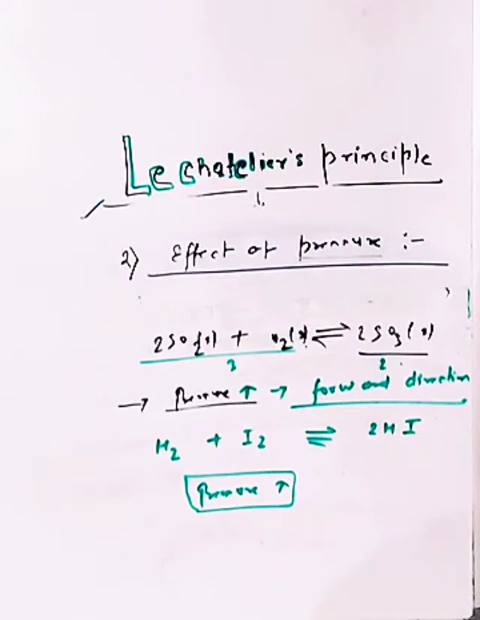 Le chatelier's principle
2) Effect of pressure :-
2SO2(g) + O2(g) ⇌ 2SO3(g)
3 2
→ Pressure ↑ → forward direction
H2 + I2 ⇌ 2HI
Pressure ↑